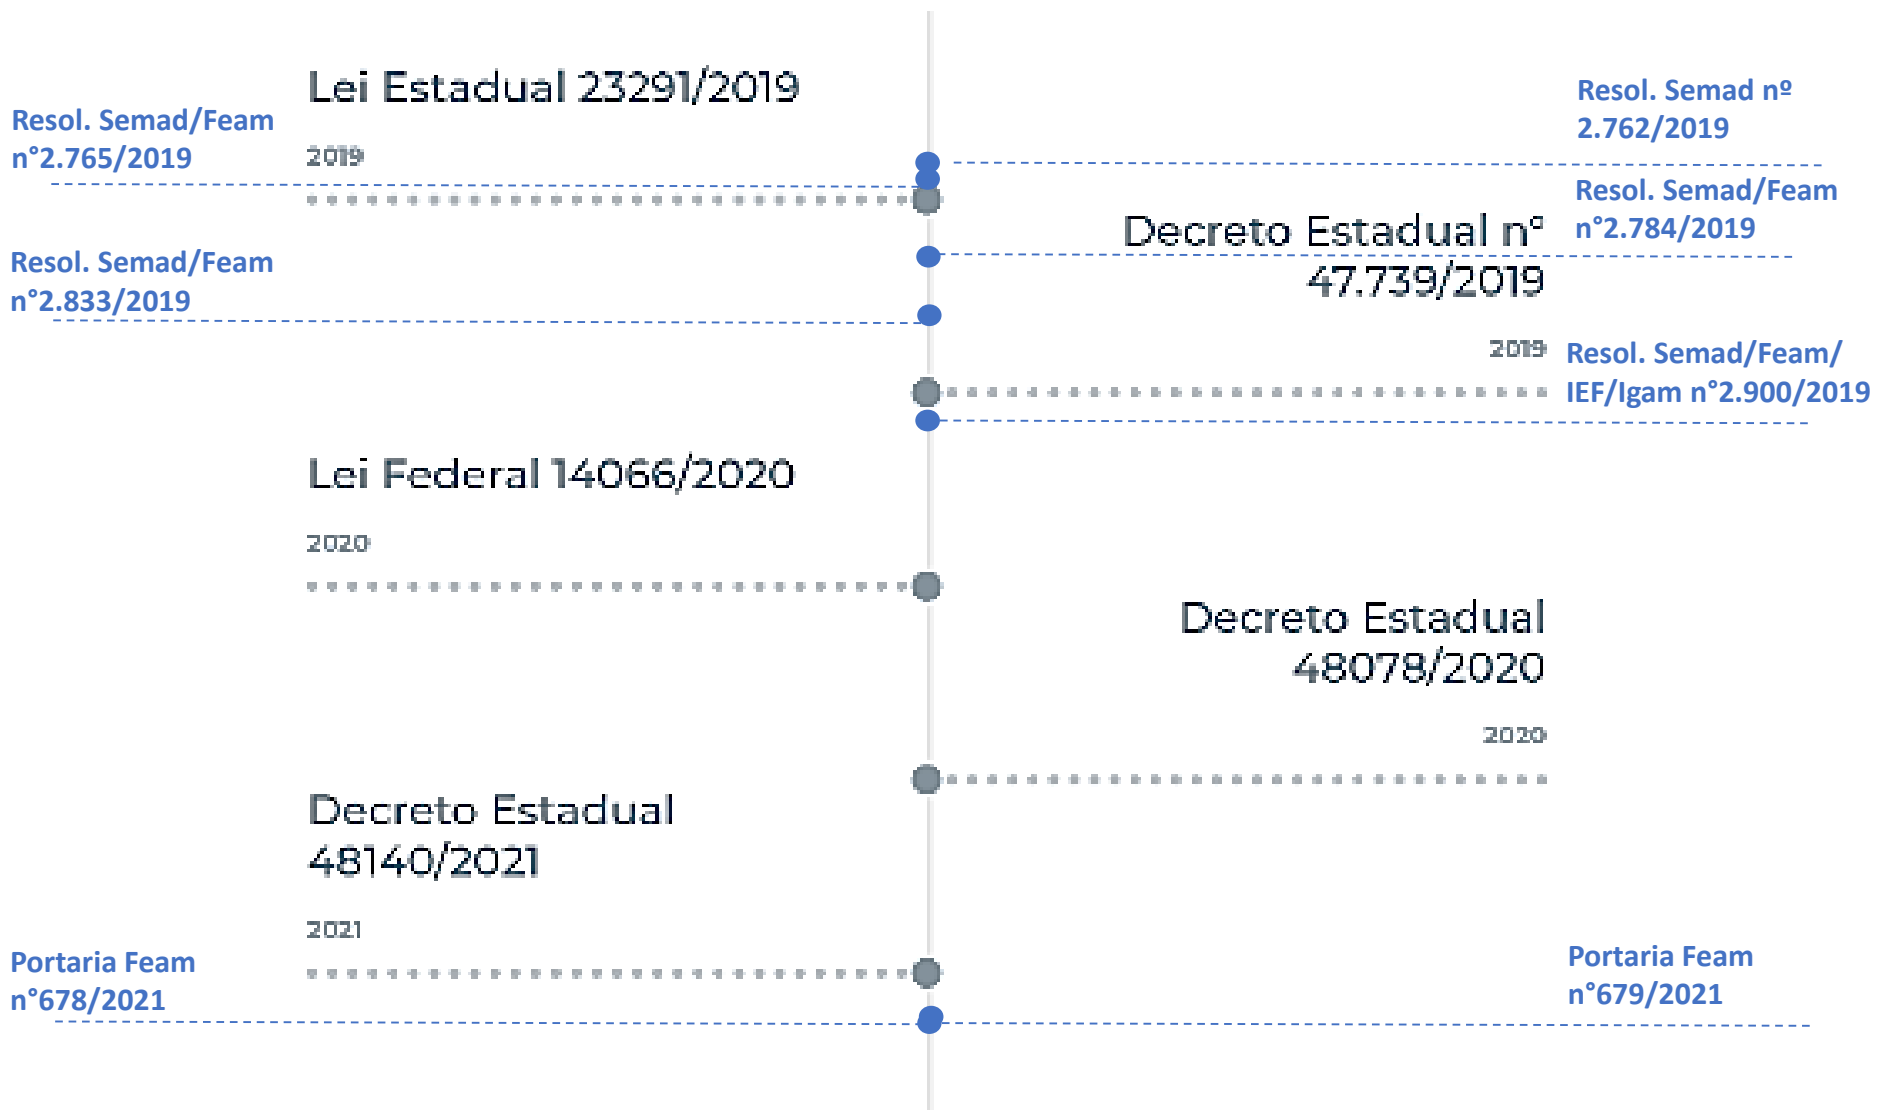 Lei Estadual 23291/2019
2019
Resol. Semad/Feam
n°2.765/2019
Resol. Semad nº
2.762/2019
Resol. Semad/Feam
n°2.784/2019
Decreto Estadual nº
47.739/2019
2019
Resol. Semad/Feam
n°2.833/2019
Resol. Semad/Feam/
IEF/Igam n°2.900/2019
Lei Federal 14066/2020
2020
Decreto Estadual
48078/2020
2020
Decreto Estadual
48140/2021
2021
Portaria Feam
n°678/2021
Portaria Feam
n°679/2021